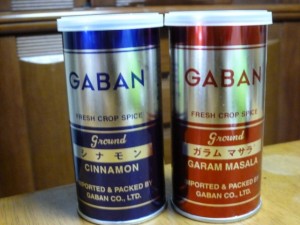 GABAN
FRESH CROP SPICE
Ground
シナモン
CINNAMON
IMPORTED & PACKED BY
GABAN CO., LTD.
GABAN
FRESH CROP SPICE
Ground
ガラム マサラ
GARAM MASALA
IMPORTED & PACKED BY
GABAN CO., LTD.